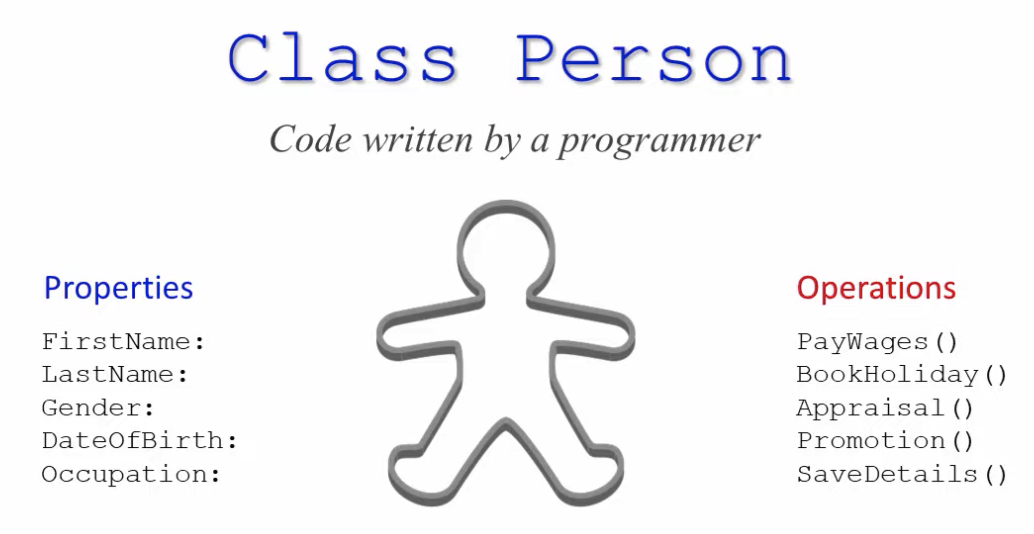 Class Person
Code written by a programmer
Properties
FirstName:
LastName:
Gender:
DateOfBirth:
Occupation:
Operations
PayWages()
BookHoliday()
Appraisal()
Promotion()
SaveDetails()